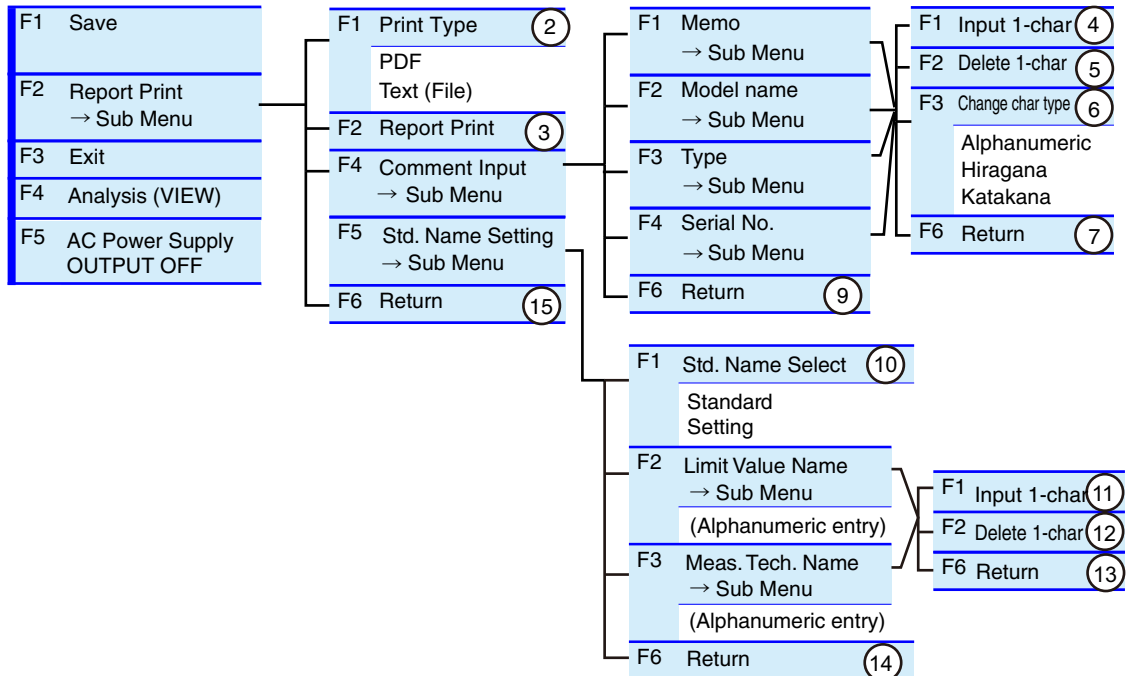 F1 Save
F2 Report Print
→ Sub Menu
F3 Exit
F4 Analysis (VIEW)
F5 AC Power Supply
OUTPUT OFF
F1 Print Type 2
PDF
Text (File)
F2 Report Print 3
F4 Comment Input
→ Sub Menu
F5 Std. Name Setting
→ Sub Menu
F6 Return 15
F1 Memo
→ Sub Menu
F2 Model name
→ Sub Menu
F3 Type
→ Sub Menu
F4 Serial No.
→ Sub Menu
F6 Return 9
F1 Input 1-char 4
F2 Delete 1-char 5
F3 Change char type 6
Alphanumeric
Hiragana
Katakana
F6 Return 7
F1 Std. Name Select 10
Standard
Setting
F2 Limit Value Name
→ Sub Menu
(Alphanumeric entry)
F3 Meas. Tech. Name
→ Sub Menu
(Alphanumeric entry)
F6 Return 14
F1 Input 1-char 11
F2 Delete 1-char 12
F6 Return 13